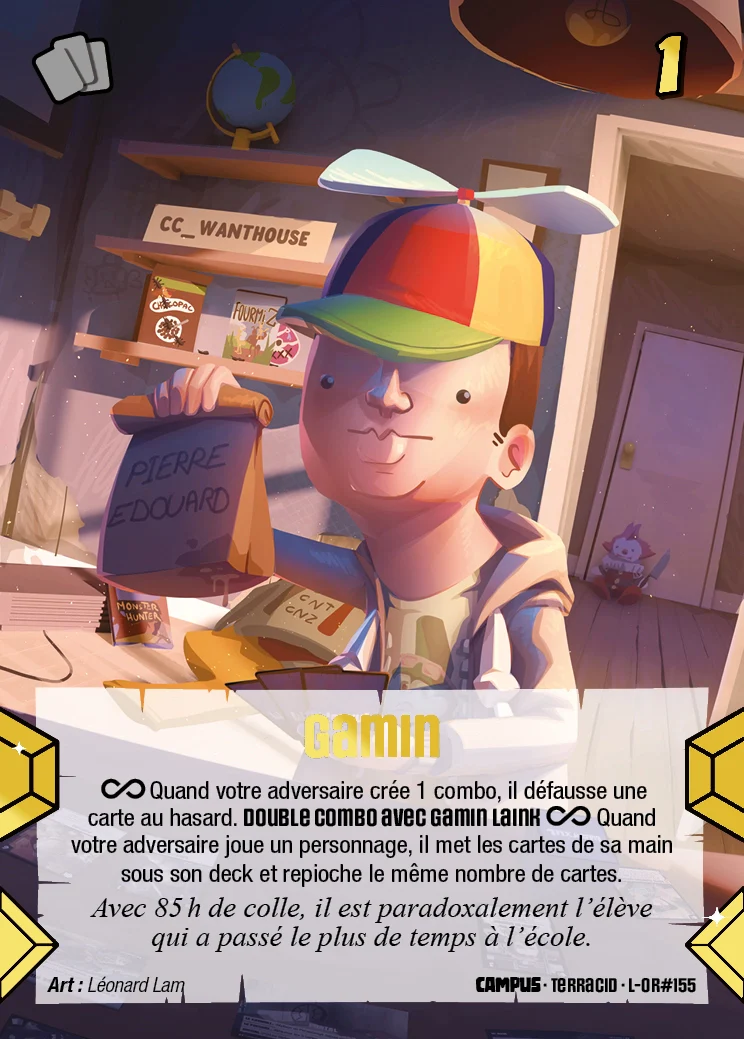 1
CC_WANTHOUSE
CHOCOPAC
FOURMIZ
XXX
PIERRE
EDOUARD
MONSTER
HUNTER
CNT
GNZ
GAMIN
∞ Quand votre adversaire crée 1 combo, il défausse une
carte au hasard. DOUBLE COMBO AVEC GAMIN LAINK ∞ Quand
votre adversaire joue un personnage, il met les cartes de sa main
sous son deck et repioche le même nombre de cartes.
Avec 85 h de colle, il est paradoxalement l’élève
qui a passé le plus de temps à l’école.
Art : Léonard Lam
CAMPUS · TERRACID · L-OR#155